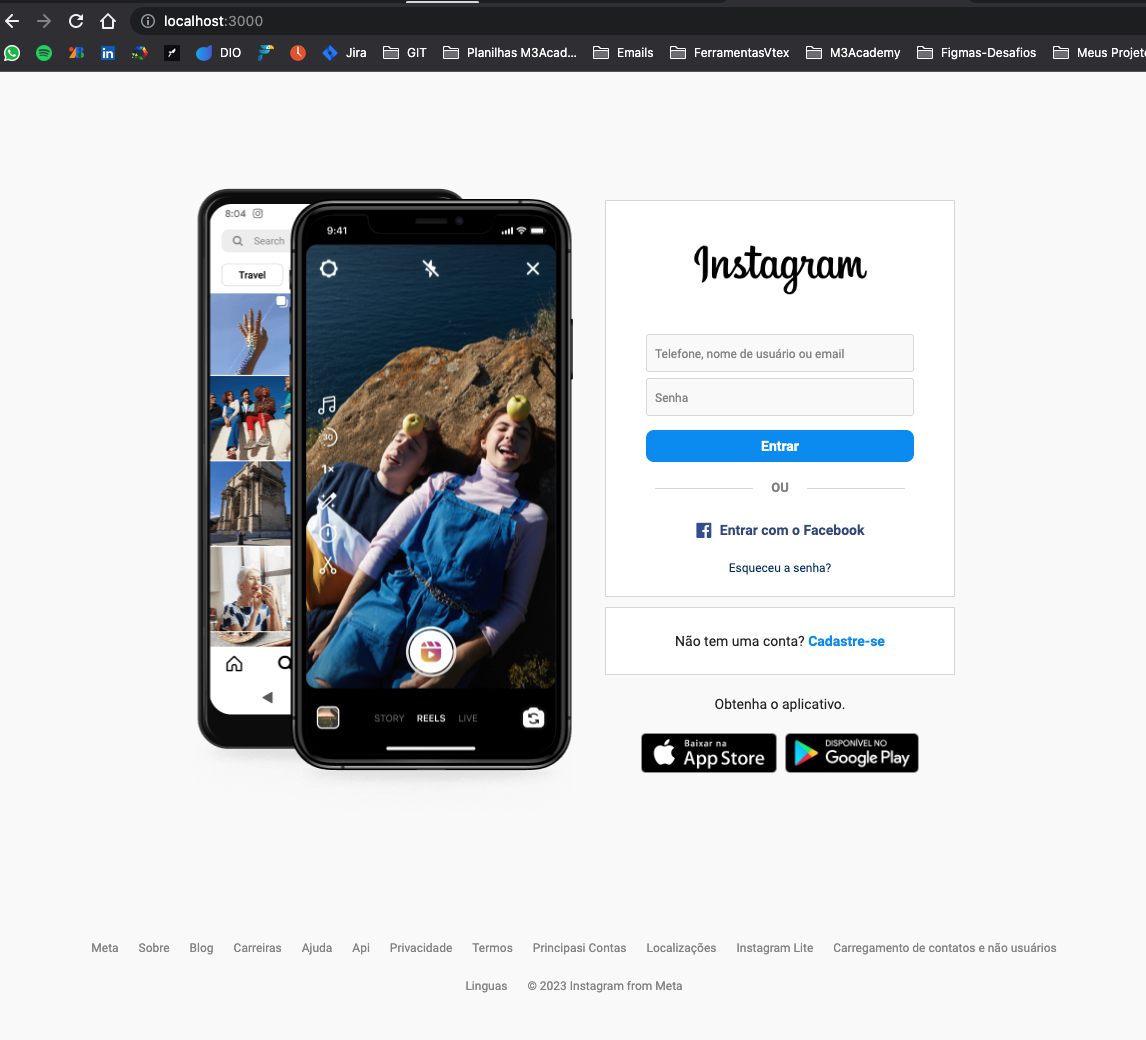 localhost:3000
DIO
Jira
GIT
Planilhas M3Acad...
Emails
FerramentasVtex
M3Academy
Figmas-Desafios
Meus Projet
8:04
Search
Travel
9:41
30
1x
STORY REELS LIVE
Instagram
Telefone, nome de usuário ou email
Senha
Entrar
OU
Entrar com o Facebook
Esqueceu a senha?
Não tem uma conta? Cadastre-se
Obtenha o aplicativo.
Baixar na
App Store
DISPONÍVEL NO
Google Play
Meta Sobre Blog Carreiras Ajuda Api Privacidade Termos Principasi Contas Localizações Instagram Lite Carregamento de contatos e não usuários
Linguas © 2023 Instagram from Meta